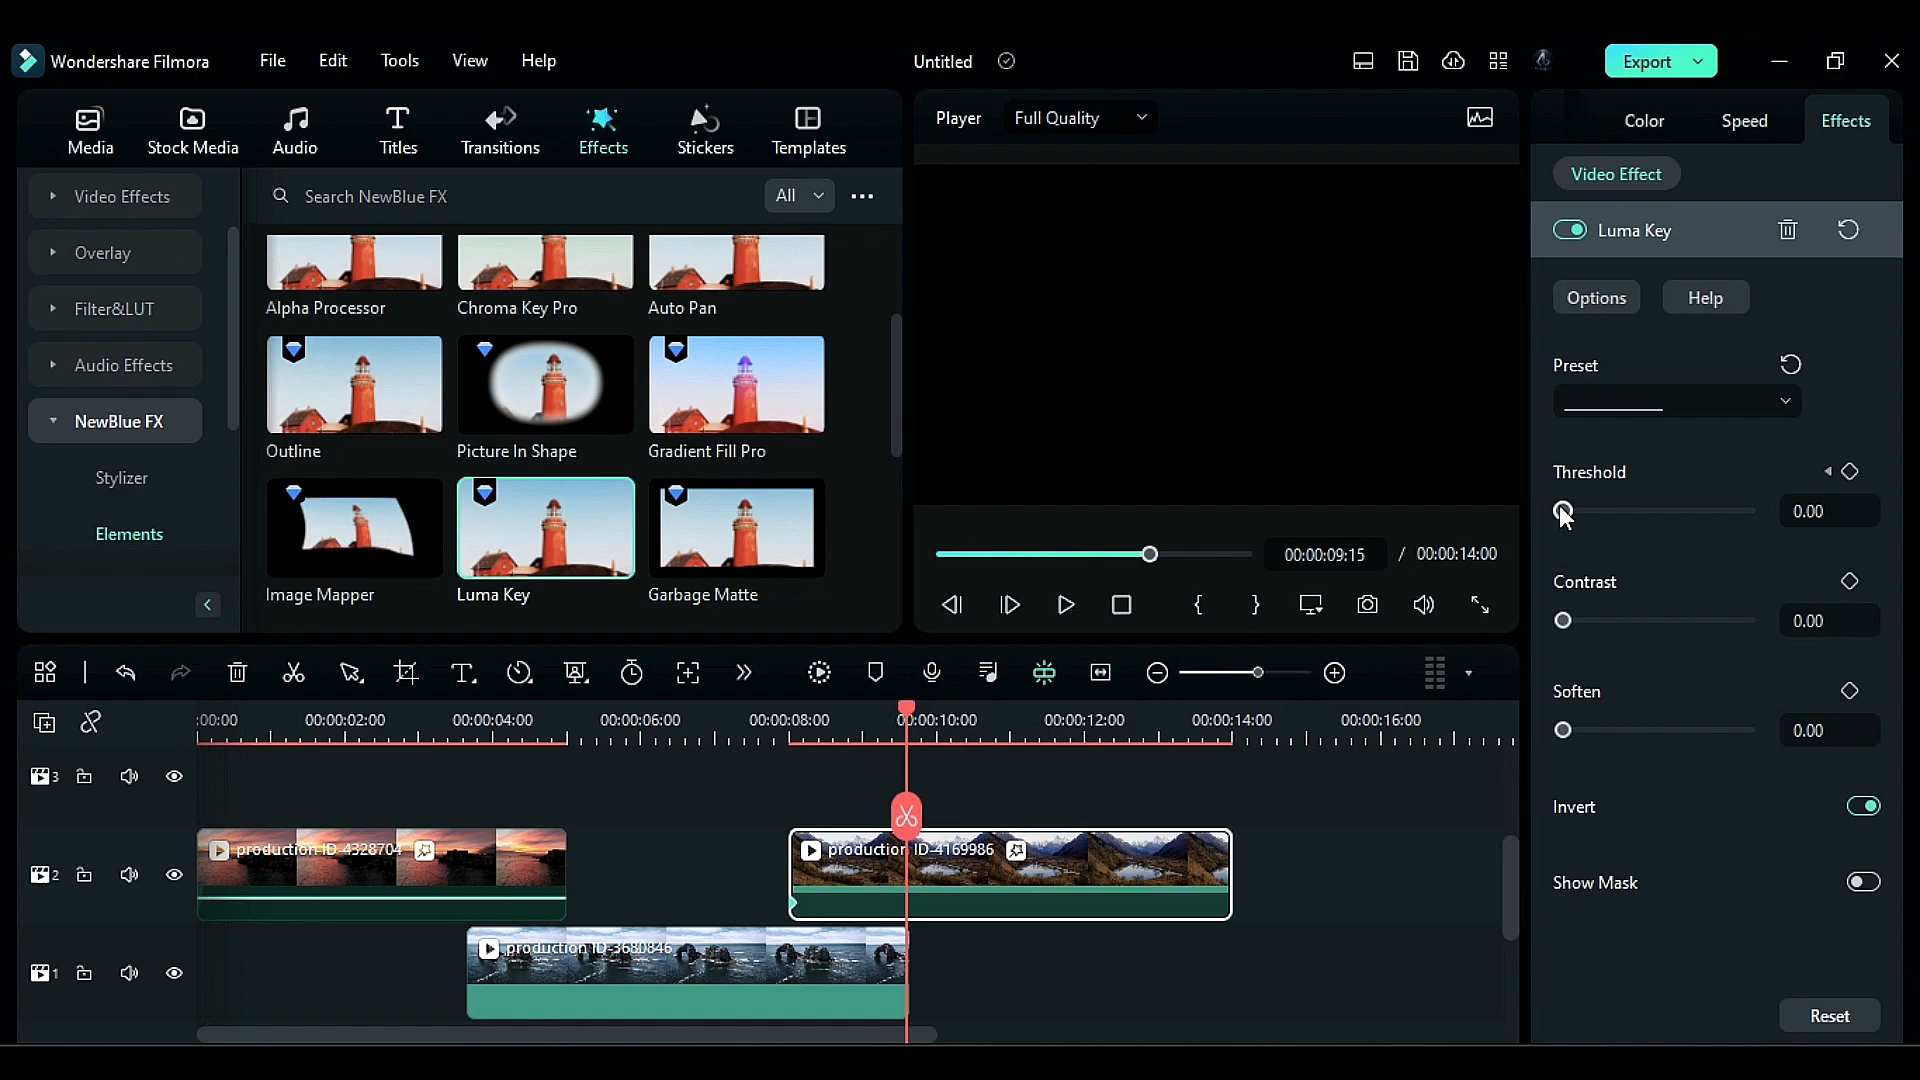 Wondershare Filmora
File Edit Tools View Help
Untitled
Export
Media
Stock Media
Audio
Titles
Transitions
Effects
Stickers
Templates
Player Full Quality
Color Speed Effects
Video Effect
Video Effects
Overlay
Filter&LUT
Audio Effects
NewBlue FX
Stylizer
Elements
Search NewBlue FX
All
Alpha Processor
Chroma Key Pro
Auto Pan
Outline
Picture In Shape
Gradient Fill Pro
Image Mapper
Luma Key
Garbage Matte
00:00:09:15 / 00:00:14:00
Luma Key
Options Help
Preset
Threshold
0.00
Contrast
0.00
Soften
0.00
Invert
Show Mask
Reset
:00:00 00:00:02:00 00:00:04:00 00:00:06:00 00:00:08:00 00:00:10:00 00:00:12:00 00:00:14:00 00:00:16:00
3
2
production ID-4328704
production ID-4169986
1
production ID-3680846